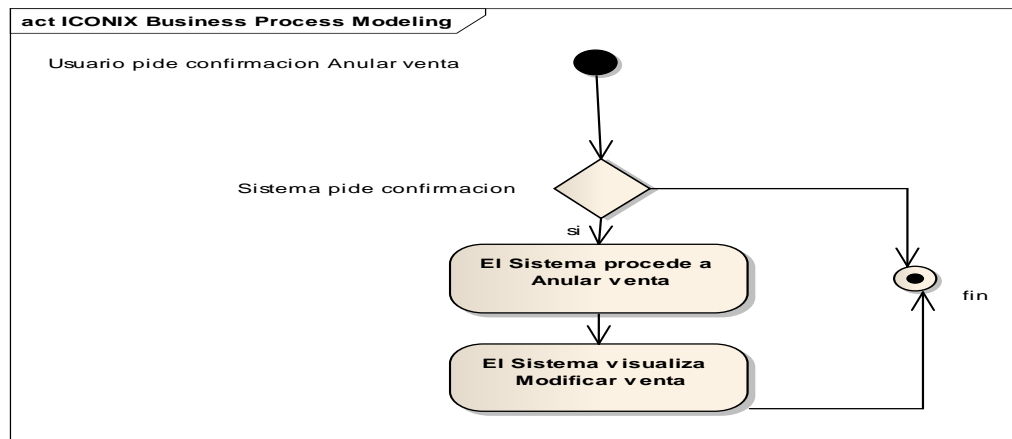 act ICONIX Business Process Modeling
Usuario pide confirmacion Anular venta
Sistema pide confirmacion
si
El Sistema procede a
Anular venta
fin
El Sistema visualiza
Modificar venta